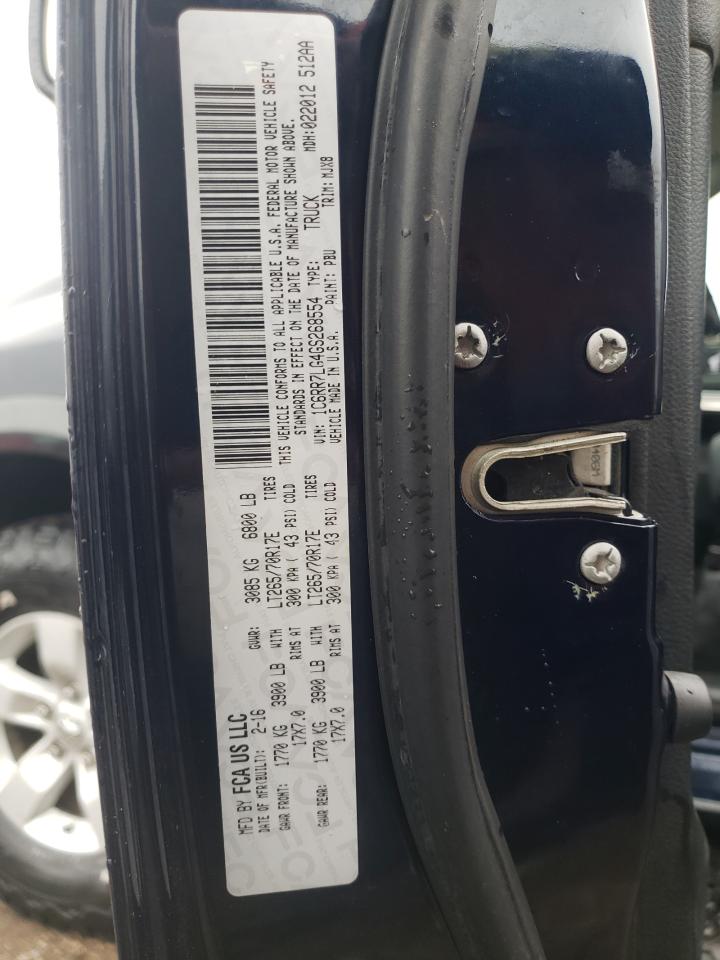 MFD BY FCA US LLC
DATE OF MFR(BUILT): 2-16 GVWR: 3085 KG 6800 LB
GAWR FRONT: 1770 KG 3900 LB WITH LT265/70R17E TIRES
17X7.0 RIMS AT 300 KPA ( 43 PSI) COLD
GAWR REAR: 1770 KG 3900 LB WITH LT265/70R17E TIRES
17X7.0 RIMS AT 300 KPA ( 43 PSI) COLD
THIS VEHICLE CONFORMS TO ALL APPLICABLE U.S.A. FEDERAL MOTOR VEHICLE SAFETY
STANDARDS IN EFFECT ON THE DATE OF MANUFACTURE SHOWN ABOVE.
VIN: 1C6RR7LG4GS268554 TYPE: TRUCK MDH:022012 512AA
VEHICLE MADE IN U.S.A. PAINT: PBU TRIM: MJX8